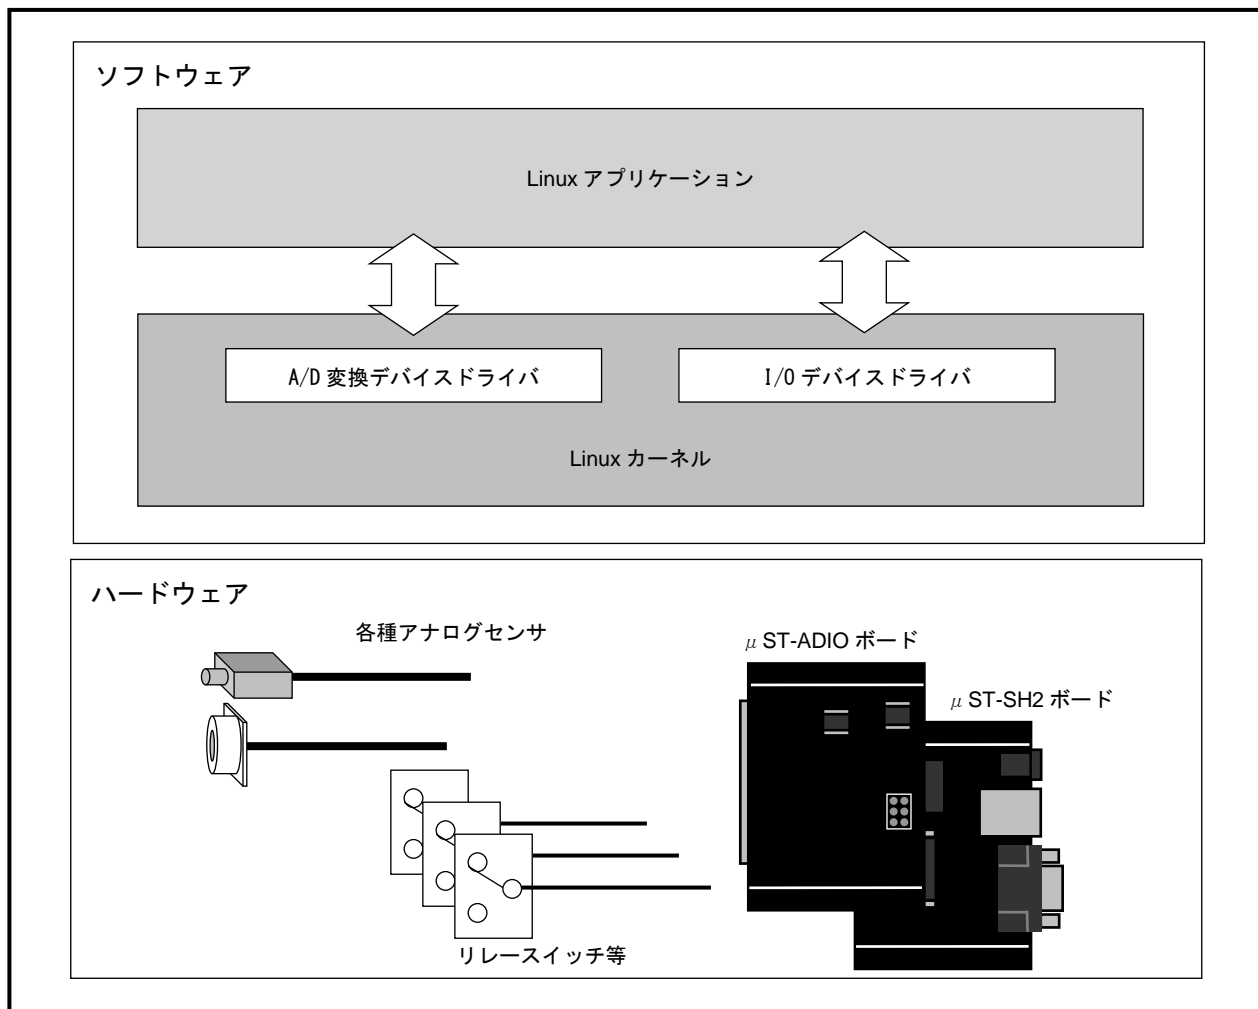 ソフトウェア
Linux アプリケーション
A/D 変換デバイスドライバ
I/O デバイスドライバ
Linux カーネル
ハードウェア
各種アナログセンサ
μ ST-ADIO ボード
μ ST-SH2 ボード
リレースイッチ等